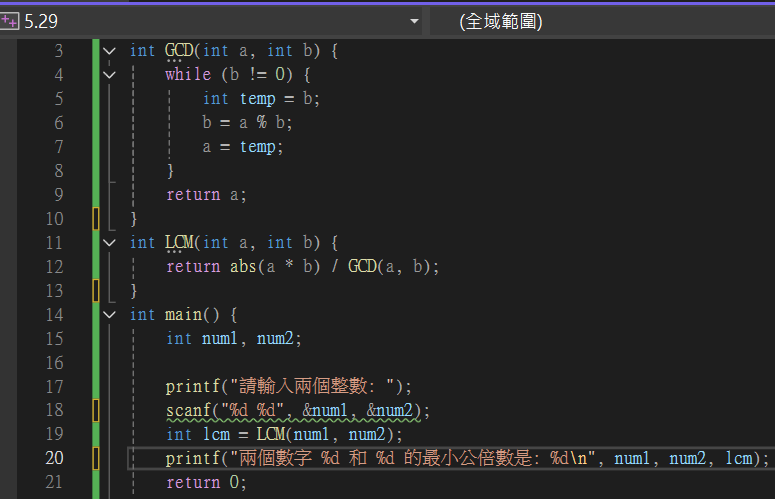 5.29 (全域範圍)
3 int GCD(int a, int b) {
4 while (b != 0) {
5 int temp = b;
6 b = a % b;
7 a = temp;
8 }
9 return a;
10 }
11 int LCM(int a, int b) {
12 return abs(a * b) / GCD(a, b);
13 }
14 int main() {
15 int num1, num2;
16
17 printf("請輸入兩個整數: ");
18 scanf("%d %d", &num1, &num2);
19 int lcm = LCM(num1, num2);
20 printf("兩個數字 %d 和 %d 的最小公倍數是: %d\n", num1, num2, lcm);
21 return 0;